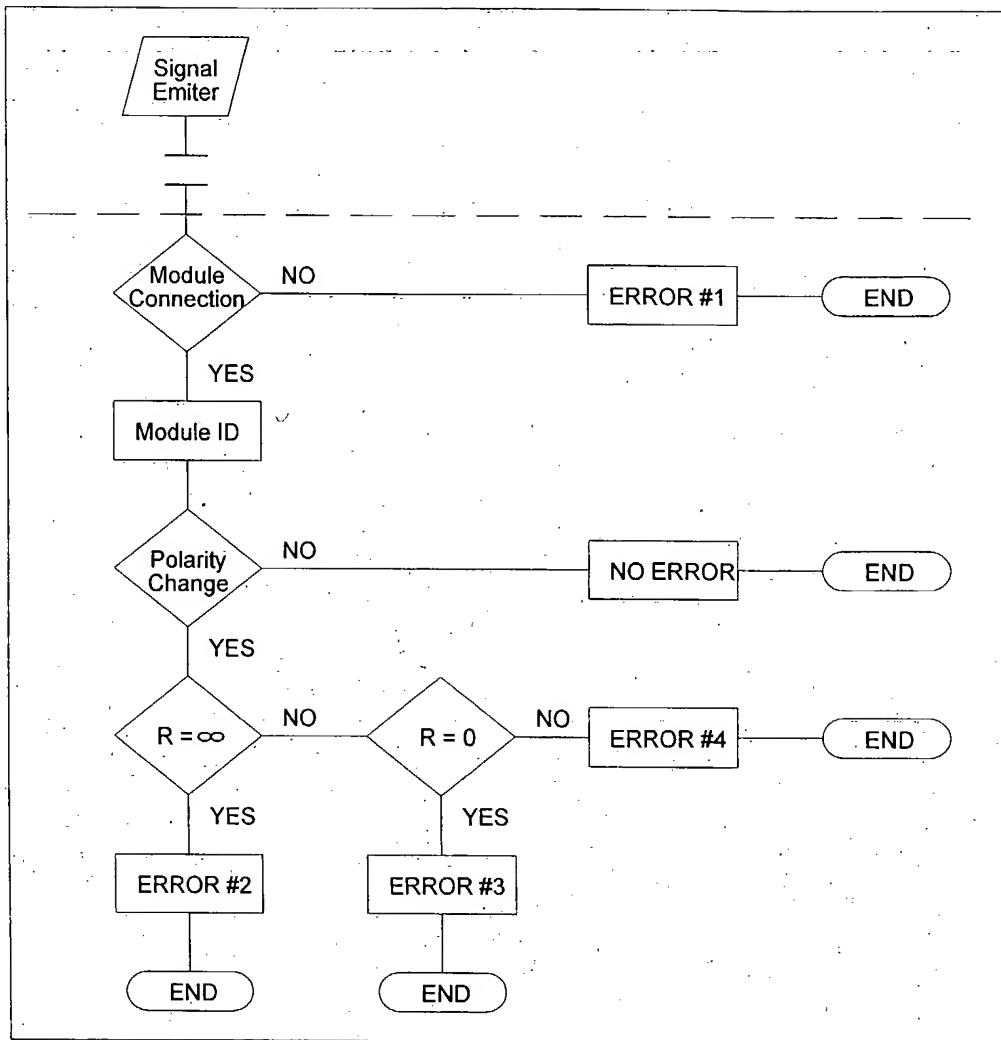 Signal
Emiter
Module
Connection
NO
ERROR #1
END
YES
Module ID
Polarity
Change
NO
NO ERROR
END
YES
R = ∞
NO
R = 0
NO
ERROR #4
END
YES
YES
ERROR #2
ERROR #3
END
END